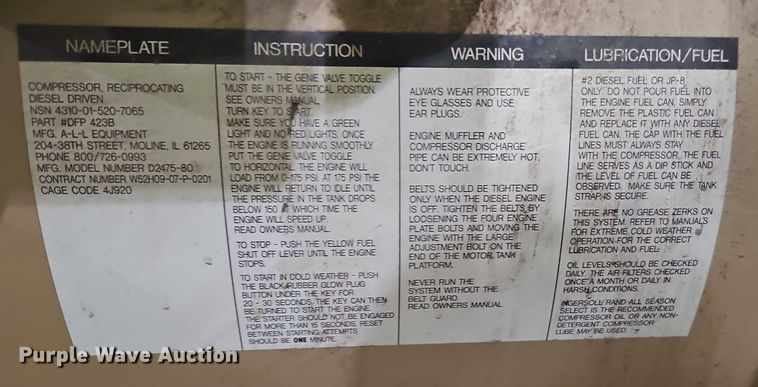 NAMEPLATE
COMPRESSOR, RECIPROCATING
DIESEL DRIVEN
NSN 4310-01-520-7065
PART #DFP 423B
MFG. A-L-L EQUIPMENT
204-38TH STREET, MOLINE, IL 61265
PHONE 800/726-0993
MFG. MODEL NUMBER D2475-80
CONTRACT NUMBER W52H09-07-P-0201
CAGE CODE 4J920
INSTRUCTION
TO START - THE GENIE VALVE TOGGLE
MUST BE IN THE VERTICAL POSITION.
SEE OWNERS MANUAL.
TURN KEY TO START.
MAKE SURE YOU HAVE A GREEN
LIGHT AND NO RED LIGHTS. ONCE
THE ENGINE IS RUNNING SMOOTHLY
PUT THE GENIE VALVE TOGGLE
TO HORIZONTAL. THE ENGINE WILL
LOAD FROM 0-175 PSI. AT 175 PSI THE
ENGINE WILL RETURN TO IDLE UNTIL
THE PRESSURE IN THE TANK DROPS
BELOW 150 AT WHICH TIME THE
ENGINE WILL SPEED UP.
READ OWNERS MANUAL.
TO STOP - PUSH THE YELLOW FUEL
SHUT OFF LEVER UNTIL THE ENGINE
STOPS.
TO START IN COLD WEATHER - PUSH
THE BLACK RUBBER GLOW PLUG
BUTTON UNDER THE KEY FOR
20 - 30 SECONDS. THE KEY CAN THEN
BE TURNED TO START THE ENGINE.
THE STARTER SHOULD NOT BE ENGAGED
FOR MORE THAN 15 SECONDS. RESET
BETWEEN STARTING ATTEMPTS
SHOULD BE ONE MINUTE.
WARNING
ALWAYS WEAR PROTECTIVE
EYE GLASSES AND USE
EAR PLUGS.
ENGINE MUFFLER AND
COMPRESSOR DISCHARGE
PIPE CAN BE EXTREMELY HOT,
DON'T TOUCH.
BELTS SHOULD BE TIGHTENED
ONLY WHEN THE DIESEL ENGINE
IS OFF. TIGHTEN THE BELTS BY
LOOSENING THE FOUR ENGINE
PLATE BOLTS AND MOVING THE
ENGINE WITH THE LARGE
ADJUSTMENT BOLT ON THE
END OF THE MOTOR TANK
PLATFORM.
NEVER RUN THE
SYSTEM WITHOUT THE
BELT GUARD.
READ OWNERS MANUAL
LUBRICATION/FUEL
#2 DIESEL FUEL OR JP-8
ONLY. DO NOT POUR FUEL INTO
THE ENGINE FUEL CAN, SIMPLY
REMOVE THE PLASTIC FUEL CAN
AND REPLACE IT WITH ANY DIESEL
FUEL CAN. THE CAP WITH THE FUEL
LINES MUST ALWAYS STAY
WITH THE COMPRESSOR. THE FUEL
LINE SERVES AS A DIP STICK AND
THE LEVEL OF FUEL CAN BE
OBSERVED. MAKE SURE THE TANK
STRAP IS SECURE.
THERE ARE NO GREASE ZERKS ON
THIS SYSTEM. REFER TO MANUALS
FOR EXTREME COLD WEATHER
OPERATION FOR THE CORRECT
LUBRICATION AND FUEL.
OIL LEVELS SHOULD BE CHECKED
DAILY. THE AIR FILTERS CHECKED
ONCE A MONTH OR DAILY IN
HARSH CONDITIONS.
INGERSOLL RAND ALL SEASON
SELECT IS THE RECOMMENDED
COMPRESSOR OIL OR ANY NON-
DETERGENT COMPRESSOR
LUBE MAY BE USED.
Purple Wave Auction